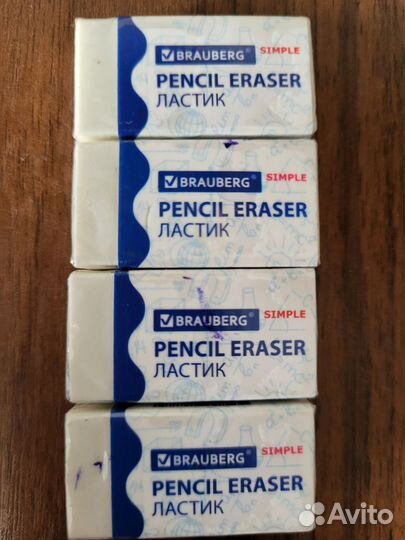 BRAUBERG® SIMPLE
PENCIL ERASER
ЛАСТИК
BRAUBERG® SIMPLE
PENCIL ERASER
ЛАСТИК
BRAUBERG® SIMPLE
PENCIL ERASER
ЛАСТИК
BRAUBERG® SIMPLE
PENCIL ERASER
ЛАСТИК
Avito